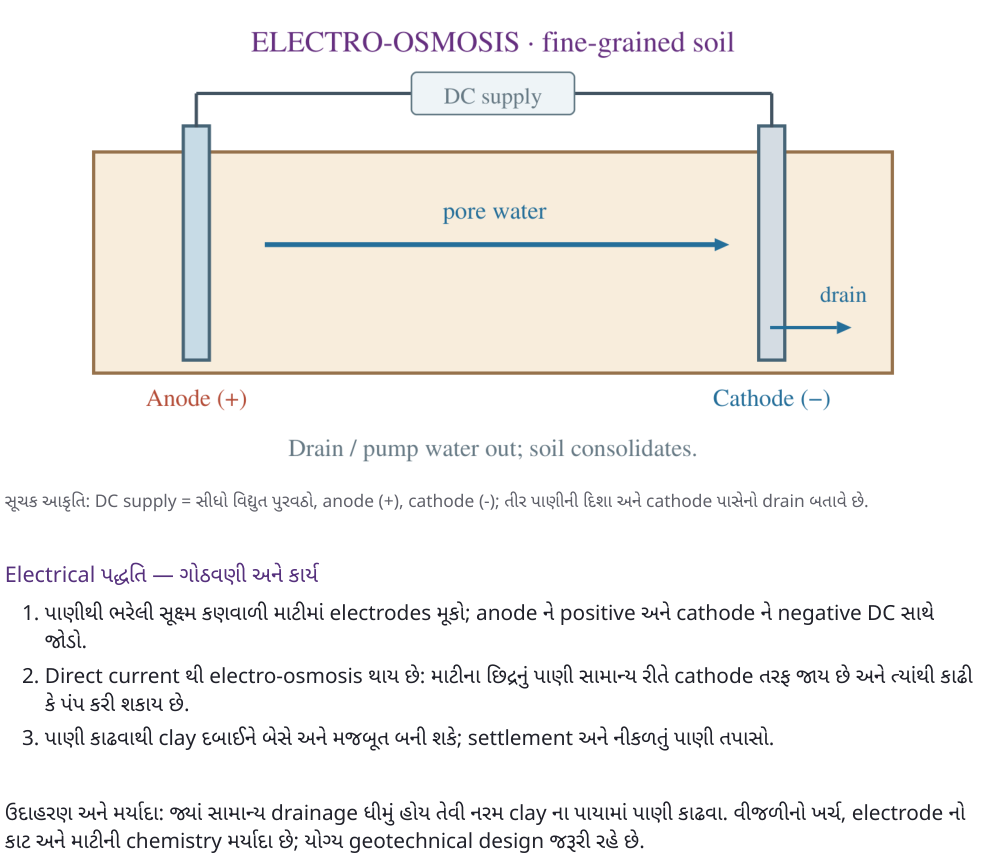 ELECTRO-OSMOSIS · fine-grained soil
DC supply
pore water
drain
Anode (+)
Cathode (−)
Drain / pump water out; soil consolidates.
સૂચક આકૃતિ: DC supply = સીધો વિદ્યુત પુરવઠો, anode (+), cathode (-); તીર પાણીની દિશા અને cathode પાસેનો drain બતાવે છે.
Electrical પદ્ધતિ — ગોઠવણી અને કાર્ય
1. પાણીથી ભરેલી સૂક્ષ્મ કણવાળી માટીમાં electrodes મૂકો; anode ને positive અને cathode ને negative DC સાથે
જોડો.
2. Direct current થી electro-osmosis થાય છે: માટીના છિદ્રનું પાણી સામાન્ય રીતે cathode તરફ જાય છે અને ત્યાંથી કાઢી
કે પંપ કરી શકાય છે.
3. પાણી કાઢવાથી clay દબાઈને બેસે અને મજબૂત બની શકે; settlement અને નીકળતું પાણી તપાસો.
ઉદાહરણ અને મર્યાદા: જ્યાં સામાન્ય drainage ધીમું હોય તેવી નરમ clay ના પાયામાં પાણી કાઢવા. વીજળીનો ખર્ચ, electrode નો
કાટ અને માટીની chemistry મર્યાદા છે; યોગ્ય geotechnical design જરૂરી રહે છે.